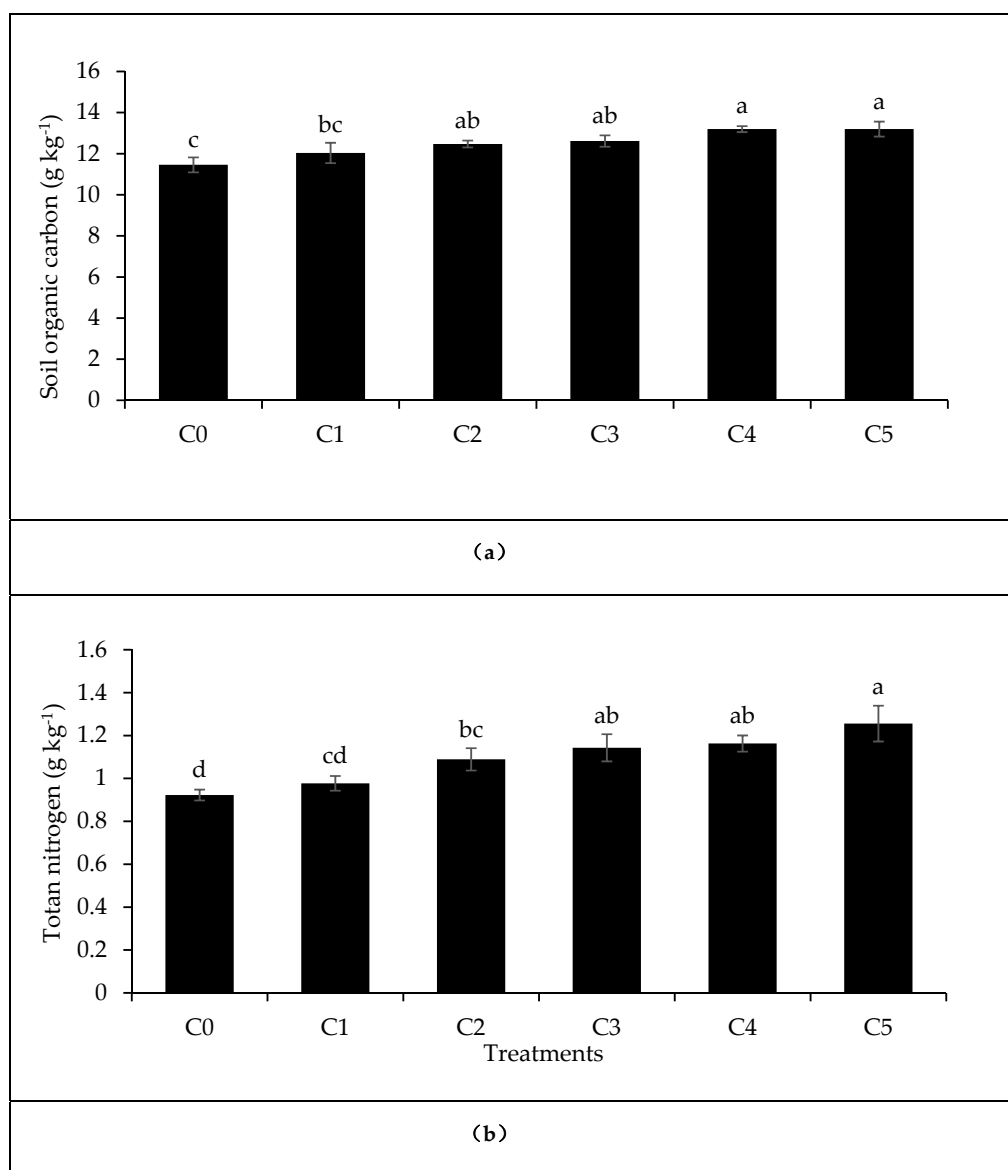 Soil organic carbon (g kg-1)
16
14
12
10
8
6
4
2
0
c
bc
ab
ab
a
a
C0 C1 C2 C3 C4 C5
(a)
Totan nitrogen (g kg-1)
1.6
1.4
1.2
1
0.8
0.6
0.4
0.2
0
d
cd
bc
ab
ab
a
C0 C1 C2 C3 C4 C5
Treatments
(b)